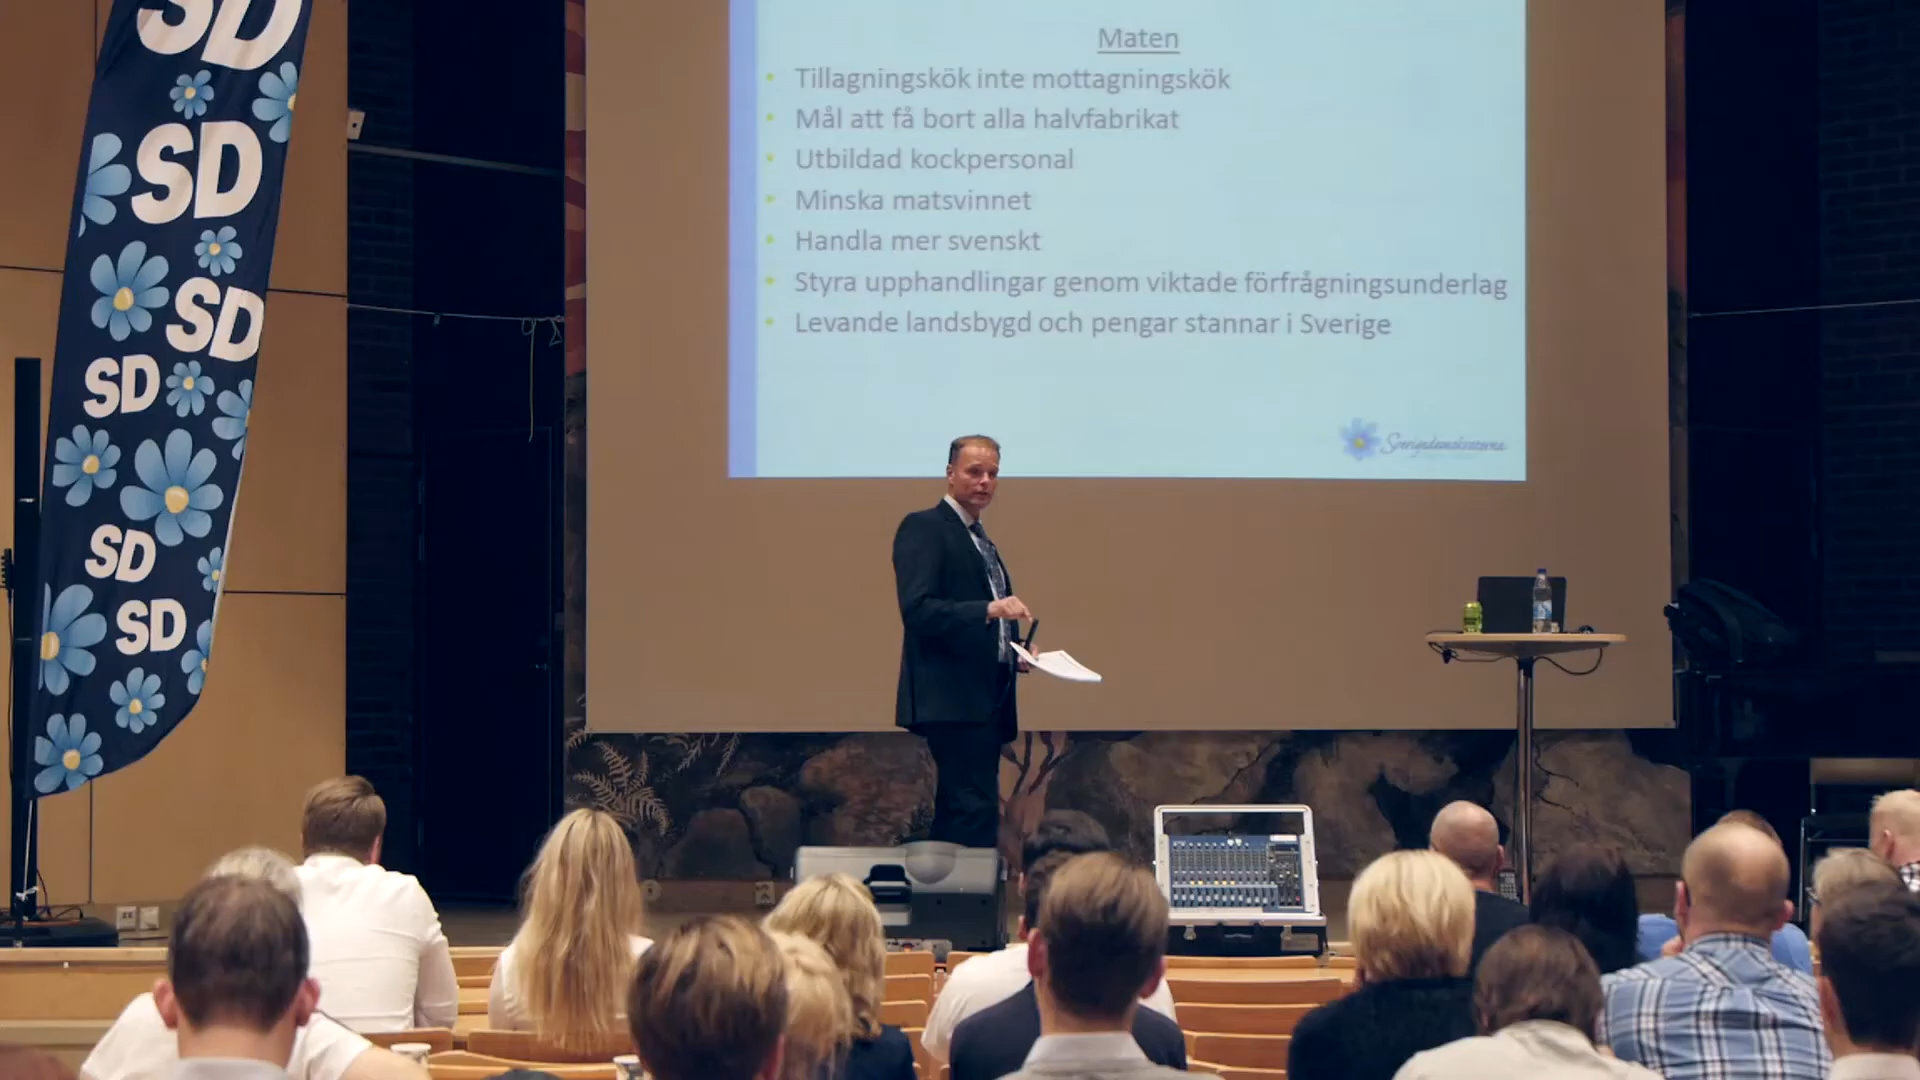 SD
SD
SD
SD
SD
SD
Maten
Tillagningskök inte mottagningskök
Mål att få bort alla halvfabrikat
Utbildad kockpersonal
Minska matsvinnet
Handla mer svenskt
Styra upphandlingar genom viktade förfrågningsunderlag
Levande landsbygd och pengar stannar i Sverige
Sverigedemokraterna